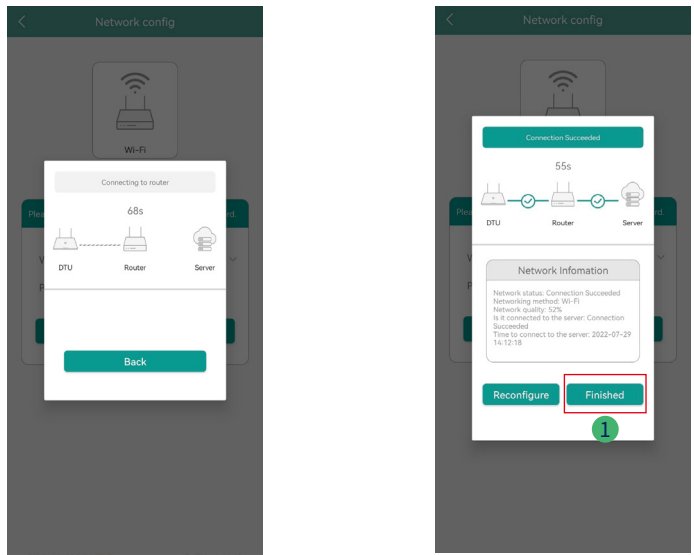 Network config
Wi-Fi
Connecting to router
68s
DTU Router Server
Back
Network config
Connection Succeeded
55s
DTU Router Server
Network Infomation
Network status: Connection Succeeded
Networking method: Wi-Fi
Network quality: 52%
Is it connected to the server: Connection
Succeeded
Time to connect to the server: 2022-07-29
14:12:18
Reconfigure Finished
1